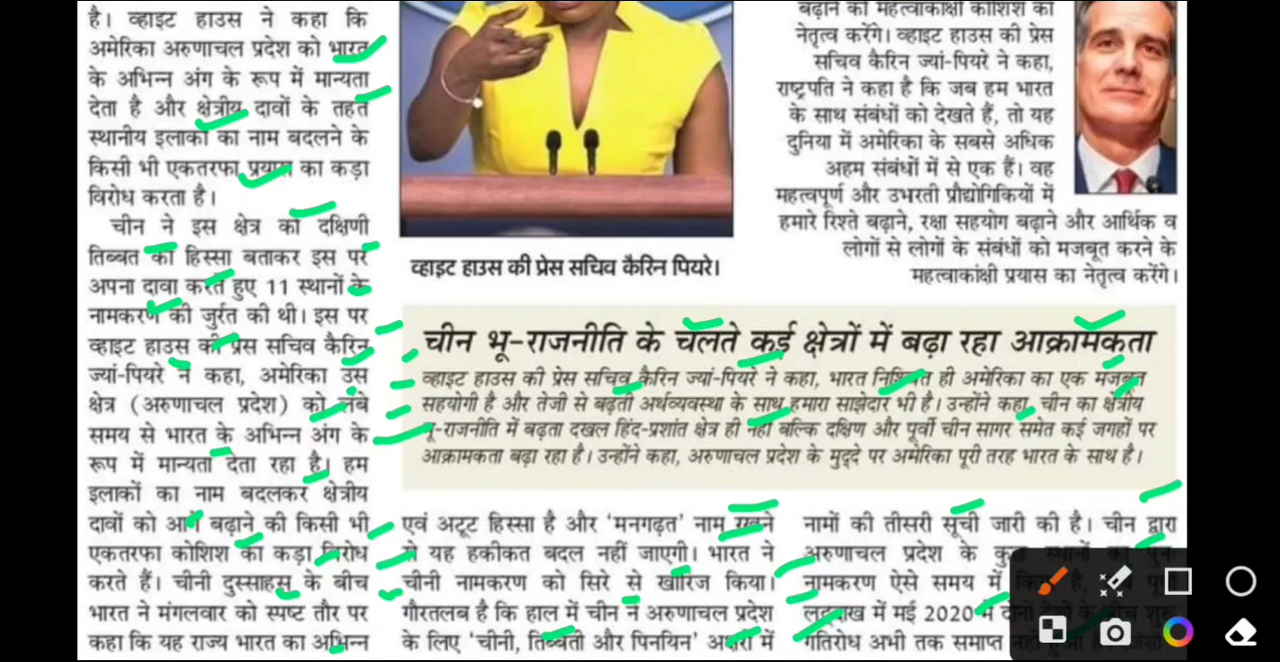 है। व्हाइट हाउस ने कहा कि
अमेरिका अरुणाचल प्रदेश को भारत
के अभिन्न अंग के रूप में मान्यता
देता है और क्षेत्रीय दावों के तहत
स्थानीय इलाकों का नाम बदलने के
किसी भी एकतरफा प्रयास का कड़ा
विरोध करता है।
चीन ने इस क्षेत्र को दक्षिणी
तिब्बत का हिस्सा बताकर इस पर
अपना दावा करते हुए 11 स्थानों के
नामकरण की जुर्रत की थी। इस पर
व्हाइट हाउस की प्रेस सचिव कैरिन
ज्यां-पियरे ने कहा, अमेरिका उस
क्षेत्र (अरुणाचल प्रदेश) को लंबे
समय से भारत के अभिन्न अंग के
रूप में मान्यता देता रहा है। हम
इलाकों का नाम बदलकर क्षेत्रीय
दावों को आगे बढ़ाने की किसी भी
एकतरफा कोशिश का कड़ा विरोध
करते हैं। चीनी दुस्साहस के बीच
भारत ने मंगलवार को स्पष्ट तौर पर
कहा कि यह राज्य भारत का अभिन्न
व्हाइट हाउस की प्रेस सचिव कैरिन पियरे।
बढ़ाने की महत्वाकांक्षी कोशिश का
नेतृत्व करेंगे। व्हाइट हाउस की प्रेस
सचिव कैरिन ज्यां-पियरे ने कहा,
राष्ट्रपति ने कहा है कि जब हम भारत
के साथ संबंधों को देखते हैं, तो यह
दुनिया में अमेरिका के सबसे अधिक
अहम संबंधों में से एक हैं। वह
महत्वपूर्ण और उभरती प्रौद्योगिकियों में
हमारे रिश्ते बढ़ाने, रक्षा सहयोग बढ़ाने और आर्थिक व
लोगों से लोगों के संबंधों को मजबूत करने के
महत्वाकांक्षी प्रयास का नेतृत्व करेंगे।
चीन भू-राजनीति के चलते कई क्षेत्रों में बढ़ा रहा आक्रामकता
व्हाइट हाउस की प्रेस सचिव कैरिन ज्यां-पियरे ने कहा, भारत निश्चित ही अमेरिका का एक मजबूत
सहयोगी है और तेजी से बढ़ती अर्थव्यवस्था के साथ हमारा साझेदार भी है। उन्होंने कहा, चीन का क्षेत्रीय
भू-राजनीति में बढ़ता दखल हिंद-प्रशांत क्षेत्र ही नहीं बल्कि दक्षिण और पूर्वी चीन सागर समेत कई जगहों पर
आक्रामकता बढ़ा रहा है। उन्होंने कहा, अरुणाचल प्रदेश के मुद्दे पर अमेरिका पूरी तरह भारत के साथ है।
एवं अटूट हिस्सा है और 'मनगढ़त' नाम रखने
से यह हकीकत बदल नहीं जाएगी। भारत ने
चीनी नामकरण को सिरे से खारिज किया।
गौरतलब है कि हाल में चीन ने अरुणाचल प्रदेश
के लिए 'चीनी, तिब्बती और पिनयिन' अक्षरों में
नामों की तीसरी सूची जारी की है। चीन द्वारा
अरुणाचल प्रदेश के कुछ स्थानों का पुन
नामकरण ऐसे समय में किया है,
लद्दाख में मई 2020 में दोनों देशों के बीच शुरू
गतिरोध अभी तक समाप्त नहीं हुआ